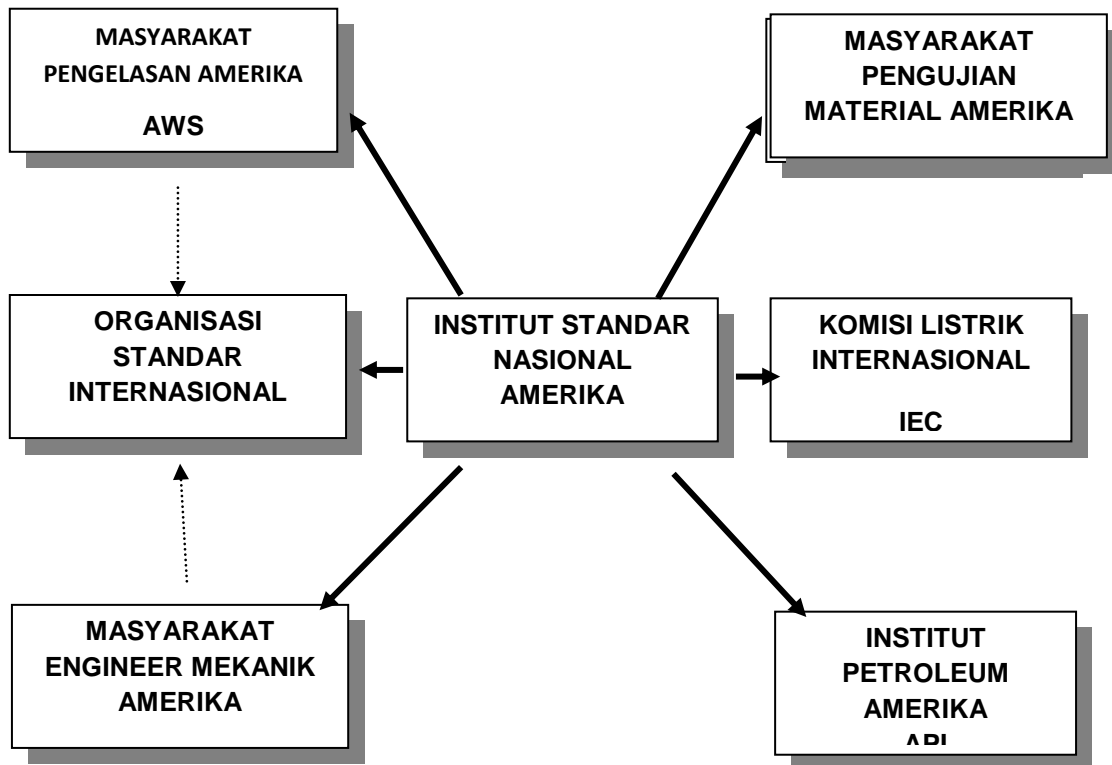 MASYARAKAT
PENGELASAN AMERIKA
AWS
MASYARAKAT
PENGUJIAN
MATERIAL AMERIKA
ORGANISASI
STANDAR
INTERNASIONAL
INSTITUT STANDAR
NASIONAL
AMERIKA
KOMISI LISTRIK
INTERNASIONAL
IEC
MASYARAKAT
ENGINEER MEKANIK
AMERIKA
INSTITUT
PETROLEUM
AMERIKA
API